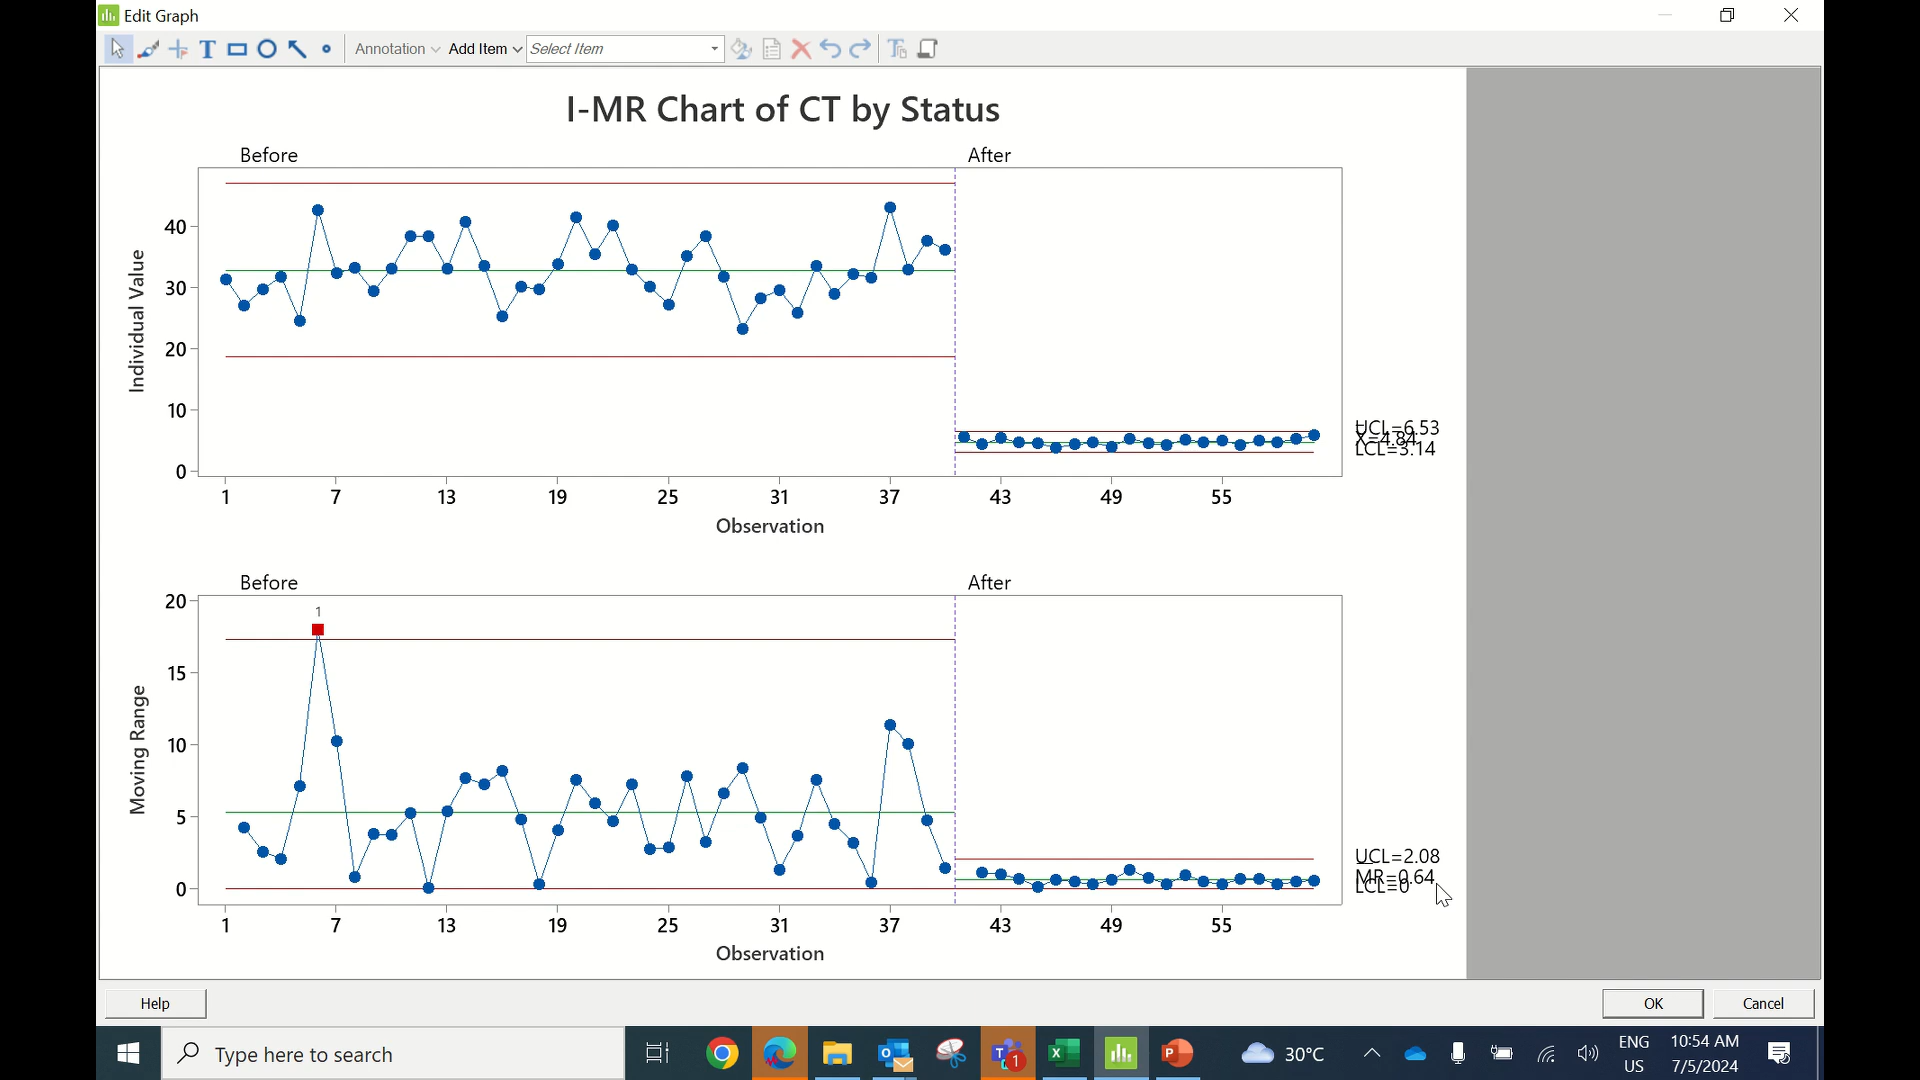 Edit Graph
Annotation Add Item Select Item
I-MR Chart of CT by Status
Before After
Individual Value
40
30
20
10
0
UCL=6.53
X=4.84
LCL=3.14
1 7 13 19 25 31 37 43 49 55
Observation
Before After
Moving Range
20
15
10
5
0
1
UCL=2.08
MR=0.64
LCL=0
1 7 13 19 25 31 37 43 49 55
Observation
Help OK Cancel
Type here to search
1
30°C
ENG
US
10:54 AM
7/5/2024